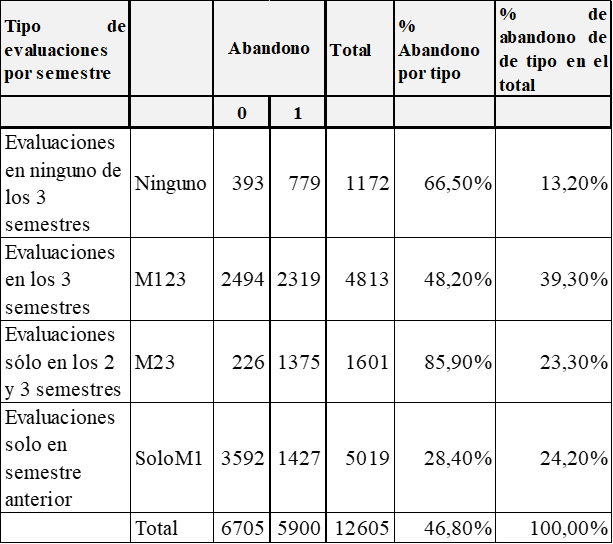 Tipo de evaluaciones por semestre | | Abandono | Total | % Abandono por tipo | % de abandono de de tipo en el total
| | 0 | 1 | | |
Evaluaciones en ninguno de los 3 semestres | Ninguno | 393 | 779 | 1172 | 66,50% | 13,20%
Evaluaciones en los 3 semestres | M123 | 2494 | 2319 | 4813 | 48,20% | 39,30%
Evaluaciones sólo en los 2 y 3 semestres | M23 | 226 | 1375 | 1601 | 85,90% | 23,30%
Evaluaciones solo en semestre anterior | SoloM1 | 3592 | 1427 | 5019 | 28,40% | 24,20%
| Total | 6705 | 5900 | 12605 | 46,80% | 100,00%